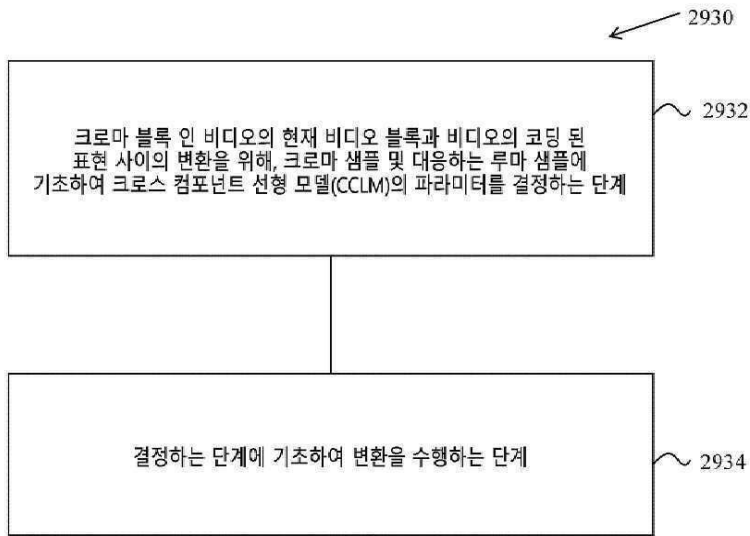 2930
크로마 블록 인 비디오의 현재 비디오 블록과 비디오의 코딩 된
표현 사이의 변환을 위해, 크로마 샘플 및 대응하는 루마 샘플에
기초하여 크로스 컴포넌트 선형 모델(CCLM)의 파라미터를 결정하는 단계
2932
결정하는 단계에 기초하여 변환을 수행하는 단계
2934